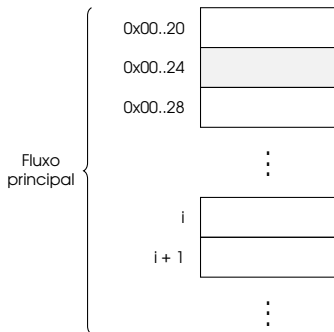 0x00..20
0x00..24
0x00..28
Fluxo
principal
i
i + 1